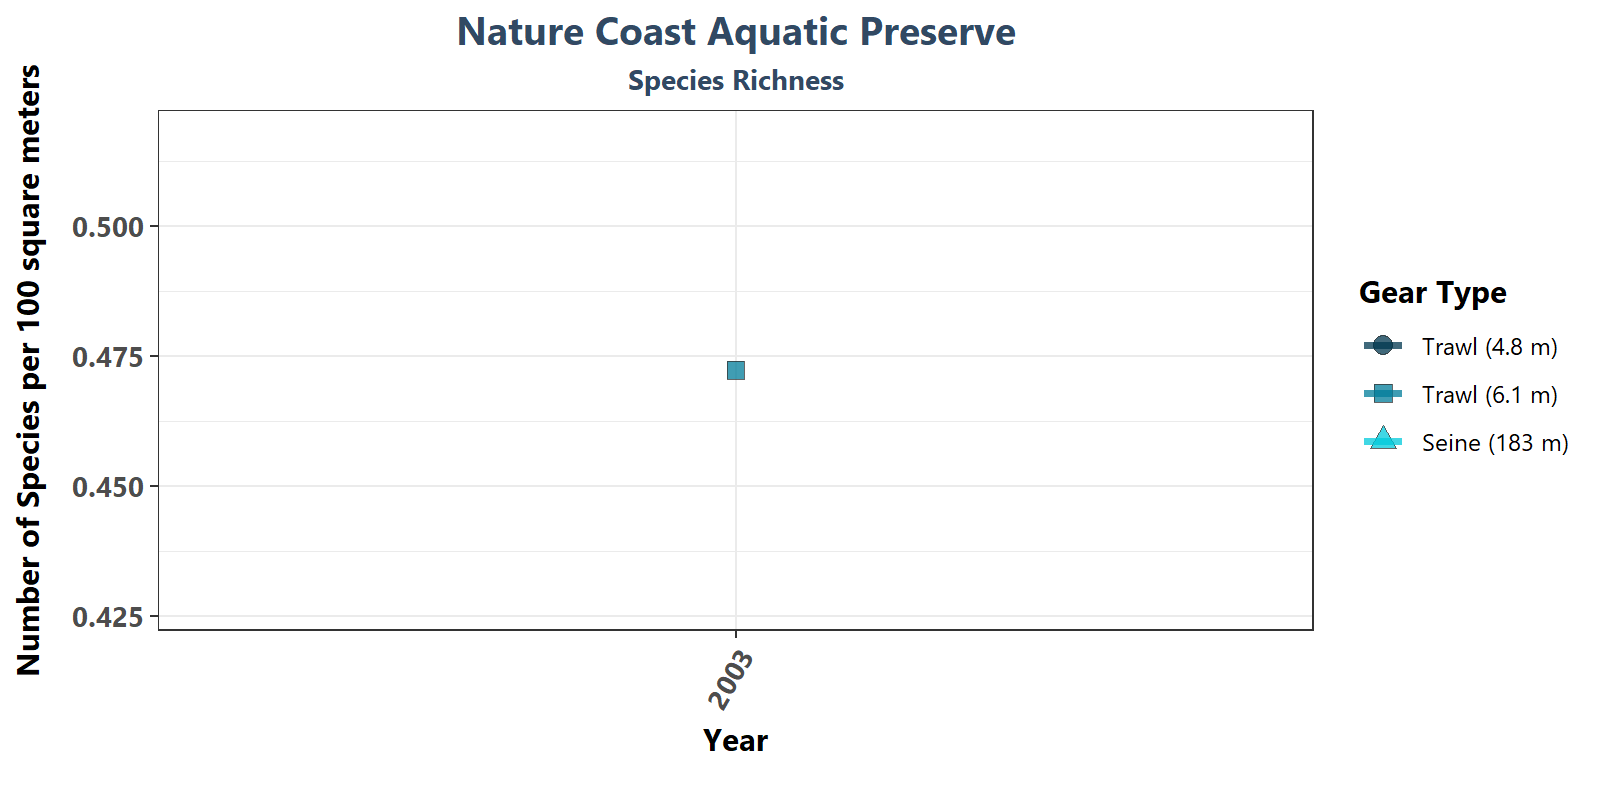 Nature Coast Aquatic Preserve
Species Richness
Number of Species per 100 square meters
0.500
0.475
0.450
0.425
2003
Year
Gear Type
Trawl (4.8 m)
Trawl (6.1 m)
Seine (183 m)